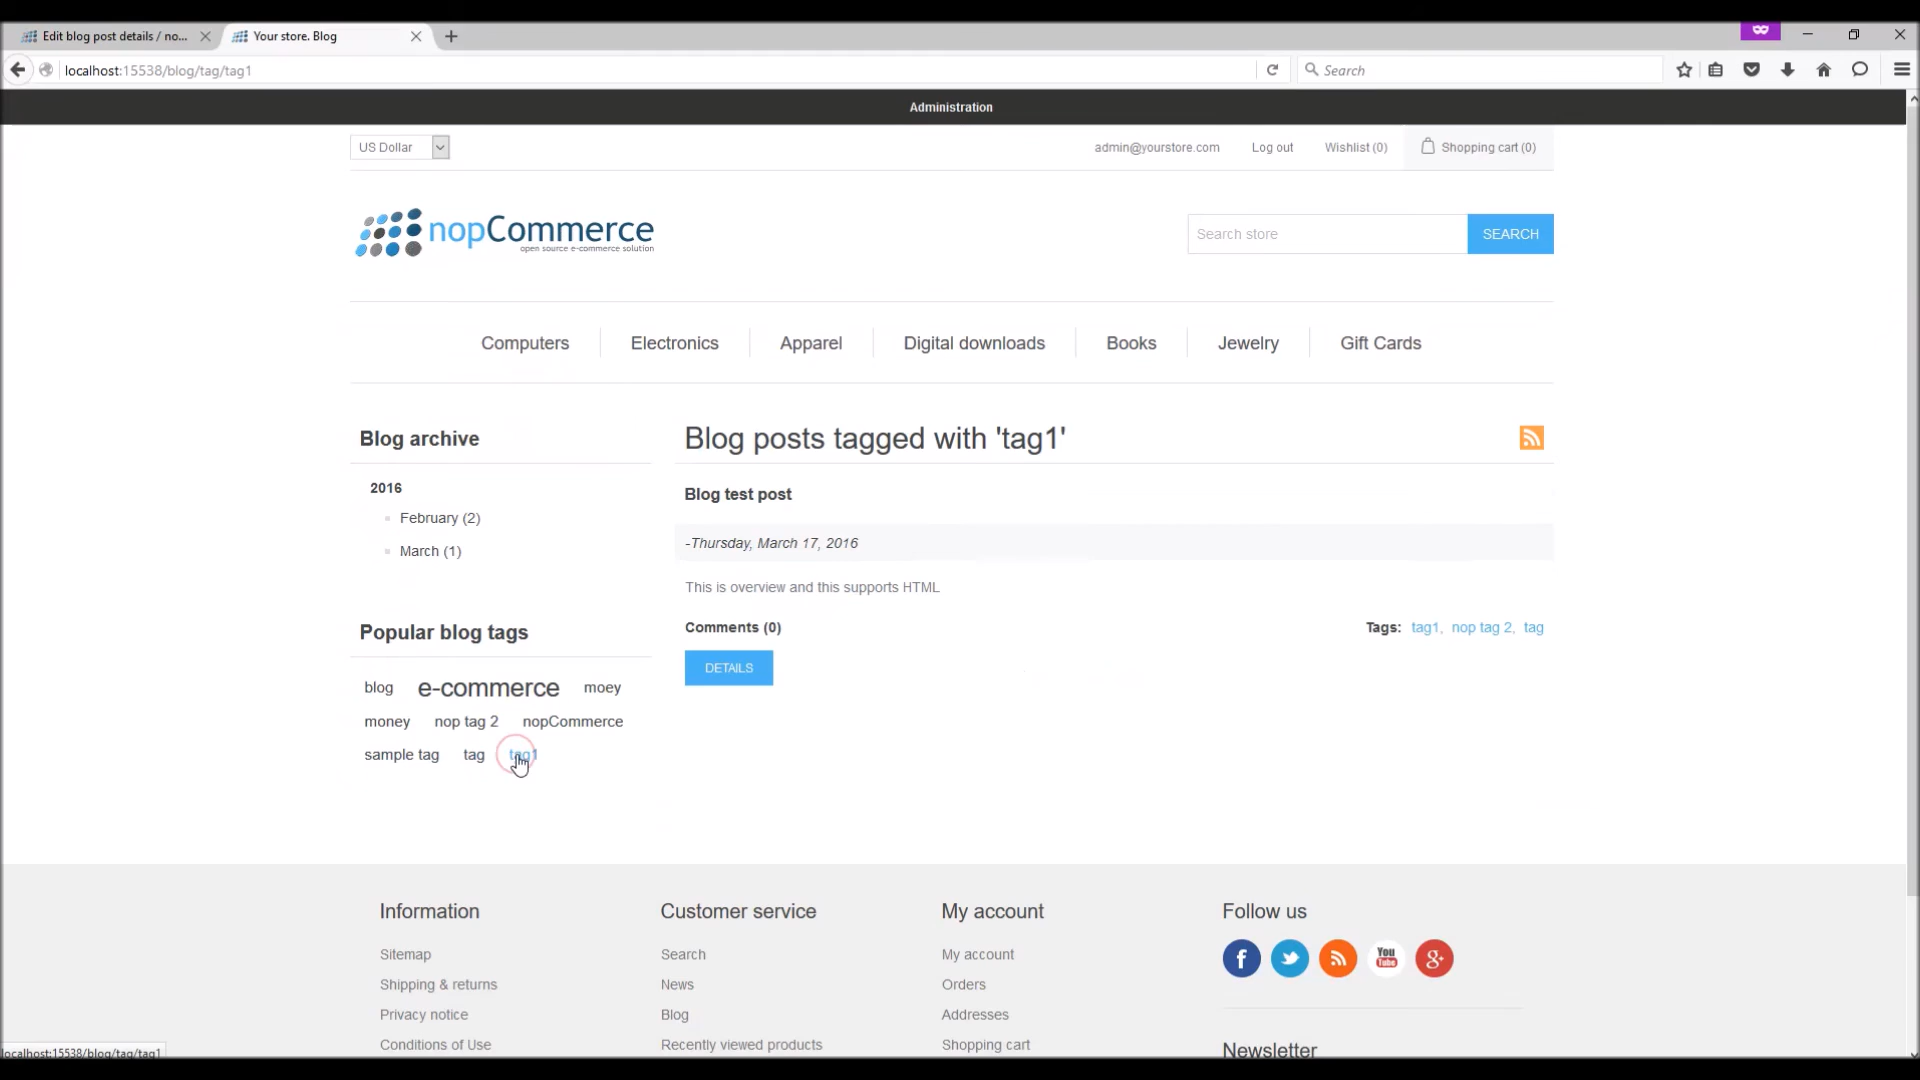 Edit blog post details / no...
Your store. Blog
localhost:15538/blog/tag/tag1
Search
Administration
US Dollar
admin@yourstore.com
Log out
Wishlist (0)
Shopping cart (0)
nopCommerce
open source e-commerce solution
Search store
SEARCH
Computers
Electronics
Apparel
Digital downloads
Books
Jewelry
Gift Cards
Blog archive
2016
February (2)
March (1)
Popular blog tags
blog e-commerce moey
money nop tag 2 nopCommerce
sample tag tag tag1
Blog posts tagged with 'tag1'
Blog test post
-Thursday, March 17, 2016
This is overview and this supports HTML
Comments (0)
Tags: tag1, nop tag 2, tag
DETAILS
Information
Sitemap
Shipping & returns
Privacy notice
Conditions of Use
Customer service
Search
News
Blog
Recently viewed products
My account
My account
Orders
Addresses
Shopping cart
Follow us
You
Tube
Newsletter
localhost:15538/blog/tag/tag1